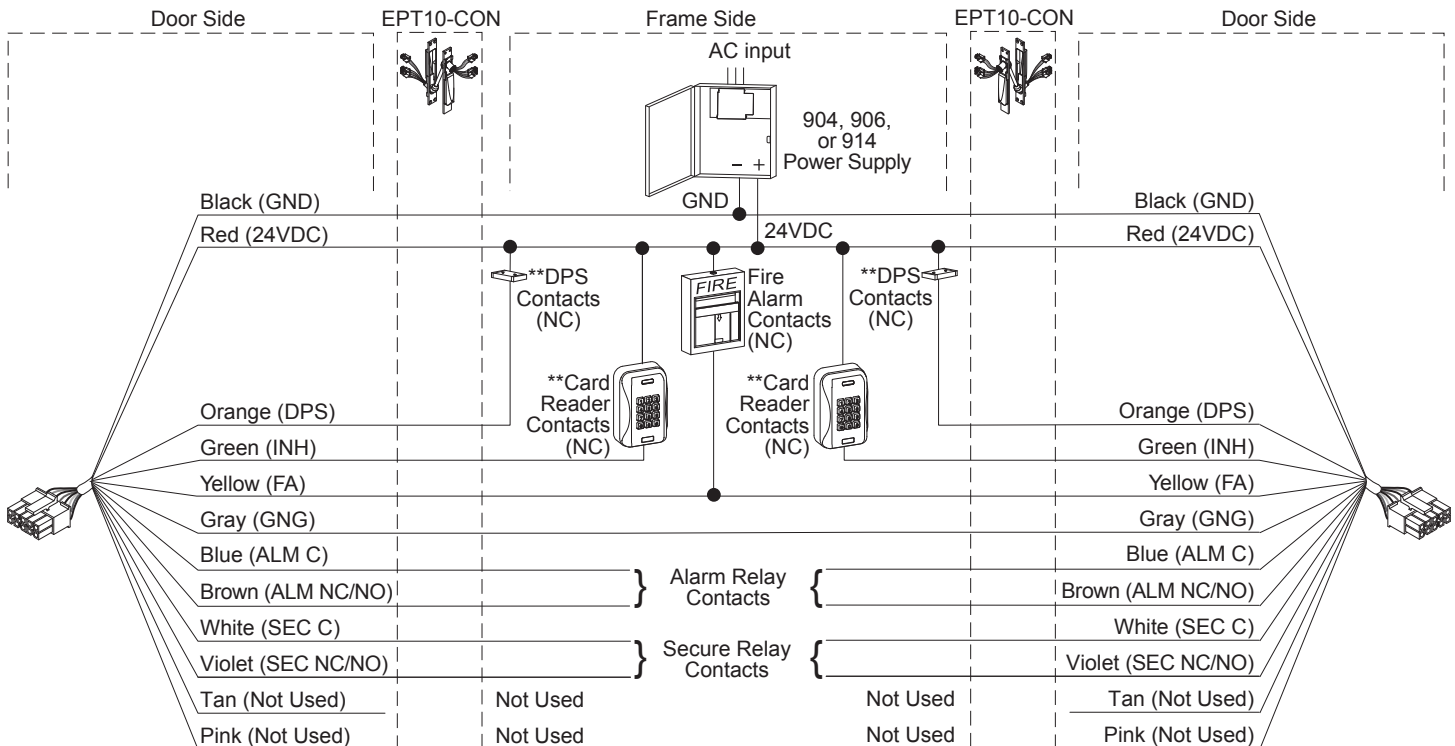 Door Side
EPT10-CON
Frame Side
EPT10-CON
Door Side
AC input
904, 906,
or 914
Power Supply
− +
GND
24VDC
Black (GND)
Red (24VDC)
Black (GND)
Red (24VDC)
**DPS
Contacts
(NC)
FIRE
Fire
Alarm
Contacts
(NC)
**DPS
Contacts
(NC)
**Card
Reader
Contacts
(NC)
**Card
Reader
Contacts
(NC)
Orange (DPS)
Green (INH)
Yellow (FA)
Gray (GNG)
Blue (ALM C)
Brown (ALM NC/NO)
White (SEC C)
Violet (SEC NC/NO)
Tan (Not Used)
Pink (Not Used)
Alarm Relay
Contacts
Secure Relay
Contacts
Not Used
Not Used
Not Used
Not Used
Orange (DPS)
Green (INH)
Yellow (FA)
Gray (GNG)
Blue (ALM C)
Brown (ALM NC/NO)
White (SEC C)
Violet (SEC NC/NO)
Tan (Not Used)
Pink (Not Used)